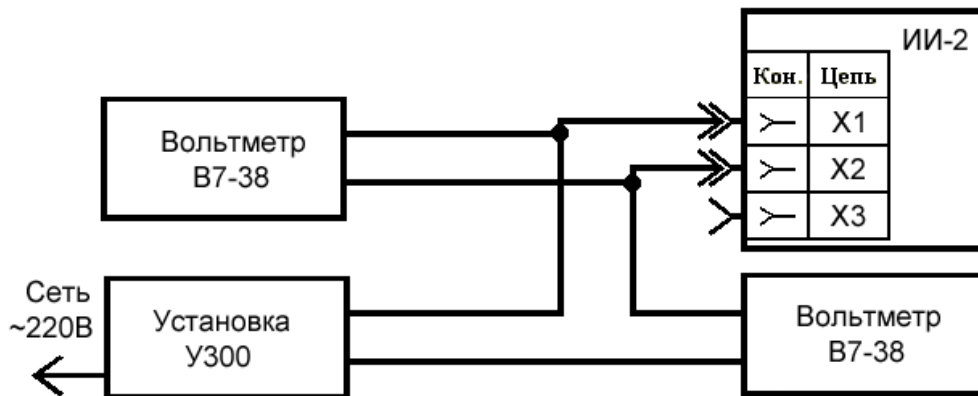 ИИ-2
Кон. Цепь
Х1
Х2
Х3
Вольтметр
В7-38
Сеть
~220В
Установка
У300
Вольтметр
В7-38